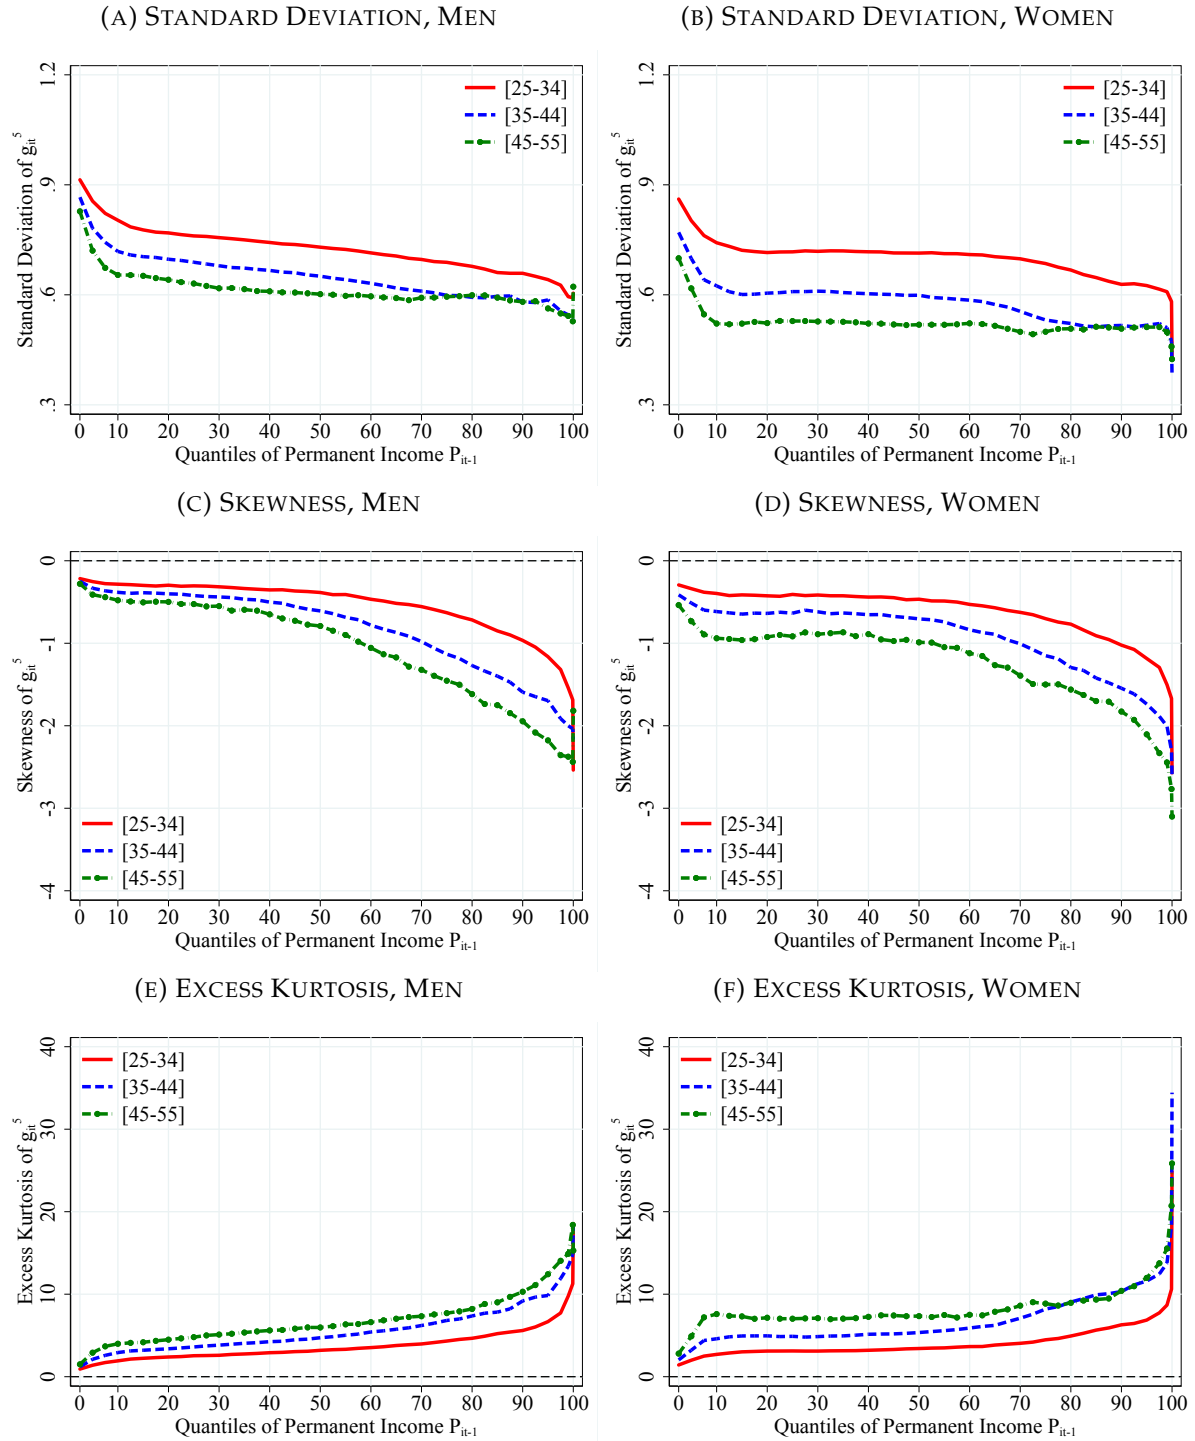 (A) STANDARD DEVIATION, MEN
(B) STANDARD DEVIATION, WOMEN
Standard Deviation of g_it^5
1.2
.9
.6
.3
[25-34]
[35-44]
[45-55]
0 10 20 30 40 50 60 70 80 90 100
Quantiles of Permanent Income P_it-1
Standard Deviation of g_it^5
1.2
.9
.6
.3
[25-34]
[35-44]
[45-55]
0 10 20 30 40 50 60 70 80 90 100
Quantiles of Permanent Income P_it-1
(C) SKEWNESS, MEN
(D) SKEWNESS, WOMEN
Skewness of g_it^5
0
-1
-2
-3
-4
[25-34]
[35-44]
[45-55]
0 10 20 30 40 50 60 70 80 90 100
Quantiles of Permanent Income P_it-1
Skewness of g_it^5
0
-1
-2
-3
-4
[25-34]
[35-44]
[45-55]
0 10 20 30 40 50 60 70 80 90 100
Quantiles of Permanent Income P_it-1
(E) EXCESS KURTOSIS, MEN
(F) EXCESS KURTOSIS, WOMEN
Excess Kurtosis of g_it^5
40
30
20
10
0
[25-34]
[35-44]
[45-55]
0 10 20 30 40 50 60 70 80 90 100
Quantiles of Permanent Income P_it-1
Excess Kurtosis of g_it^5
40
30
20
10
0
[25-34]
[35-44]
[45-55]
0 10 20 30 40 50 60 70 80 90 100
Quantiles of Permanent Income P_it-1